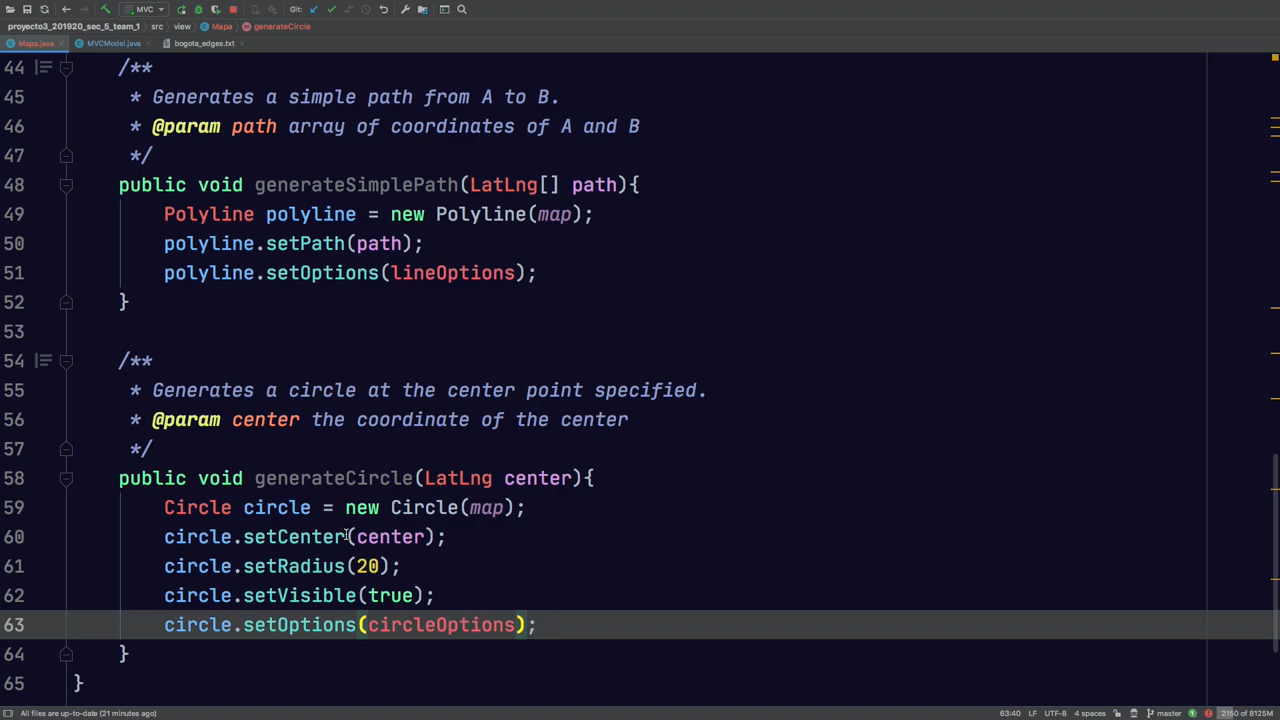 MVC Git:
proyecto3_201920_sec_5_team_1 src view Mapa generateCircle
Mapa.java MVCModel.java bogota_edges.txt
44 /**
45 * Generates a simple path from A to B.
46 * @param path array of coordinates of A and B
47 */
48 public void generateSimplePath(LatLng[] path){
49 Polyline polyline = new Polyline(map);
50 polyline.setPath(path);
51 polyline.setOptions(lineOptions);
52 }
53
54 /**
55 * Generates a circle at the center point specified.
56 * @param center the coordinate of the center
57 */
58 public void generateCircle(LatLng center){
59 Circle circle = new Circle(map);
60 circle.setCenter(center);
61 circle.setRadius(20);
62 circle.setVisible(true);
63 circle.setOptions(circleOptions);
64 }
65 }
All files are up-to-date (21 minutes ago) 63:40 LF UTF-8 4 spaces master 1 2150 of 8125M